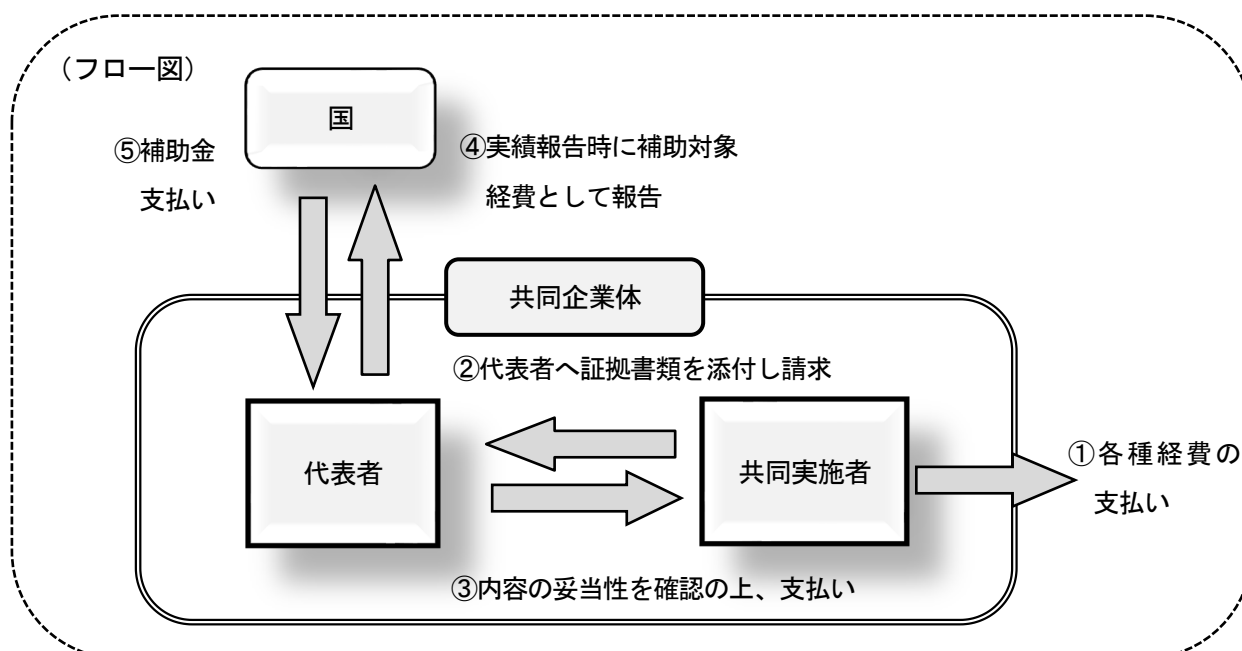 （フロー図）
国
⑤補助金
支払い
④実績報告時に補助対象
経費として報告
共同企業体
②代表者へ証拠書類を添付し請求
代表者
共同実施者
①各種経費の
支払い
③内容の妥当性を確認の上、支払い